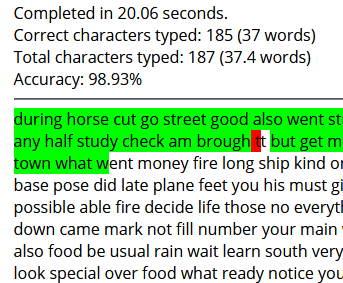 Completed in 20.06 seconds.
Correct characters typed: 185 (37 words)
Total characters typed: 187 (37.4 words)
Accuracy: 98.93%
during horse cut go street good also went st
any half study check am brough tt but get m
town what went money fire long ship kind o
base pose did late plane feet you his must gi
possible able fire decide life those no everyt
down came mark not fill number your main
also food be usual rain wait learn south very
look special over food what ready notice you